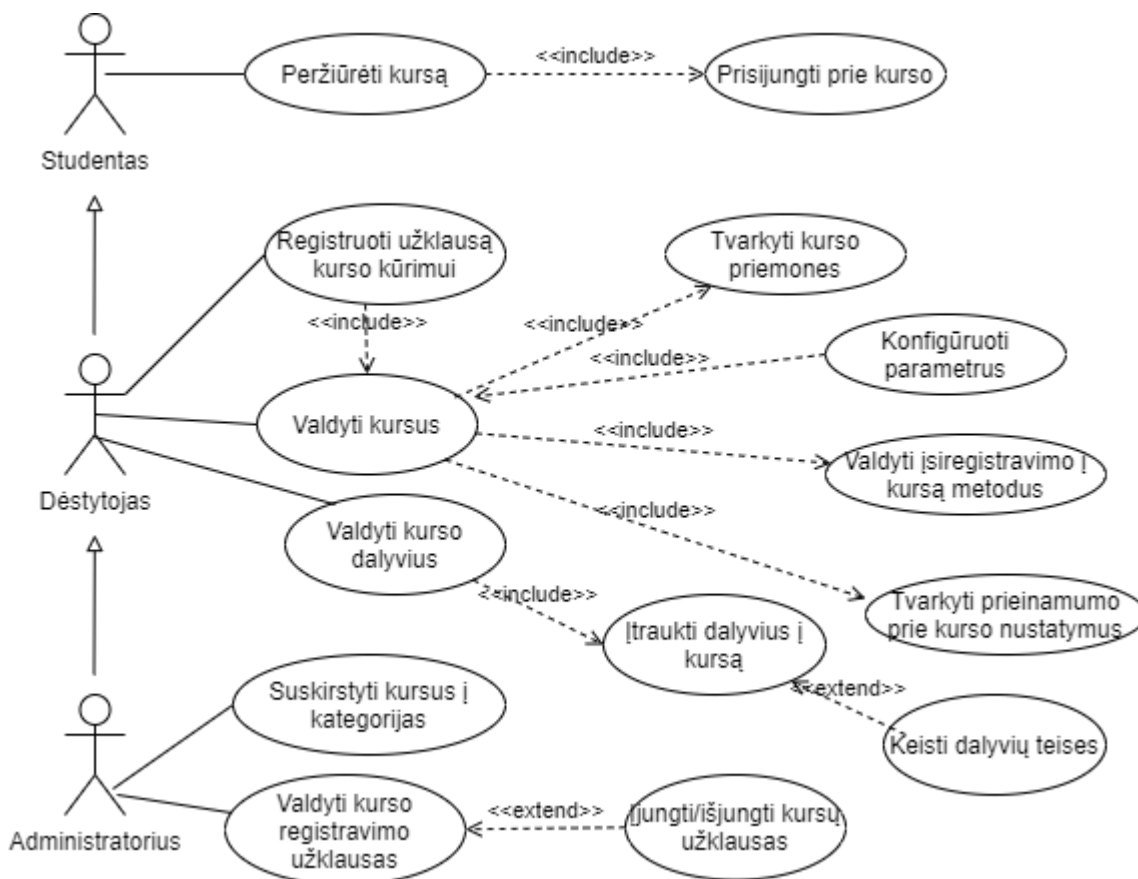 Peržiūrėti kursą
<<include>>
Prisijungti prie kurso
Studentas
Registruoti užklausą
kurso kūrimui
Tvarkyti kurso
priemones
<<include>>
<<include>>
Konfigūruoti
parametrus
<<include>>
Valdyti kursus
<<include>>
Valdyti įsiregistravimo į
kursą metodus
Dėstytojas
Valdyti kurso
dalyvius
<<include>>
<<include>>
Tvarkyti prieinamumo
prie kurso nustatymus
Įtraukti dalyvius į
kursą
Suskirstyti kursus į
kategorijas
<<extend>>
Keisti dalyvių teises
Administratorius
Valdyti kurso
registravimo
užklausas
<<extend>>
Įjungti/išjungti kursų
užklausas